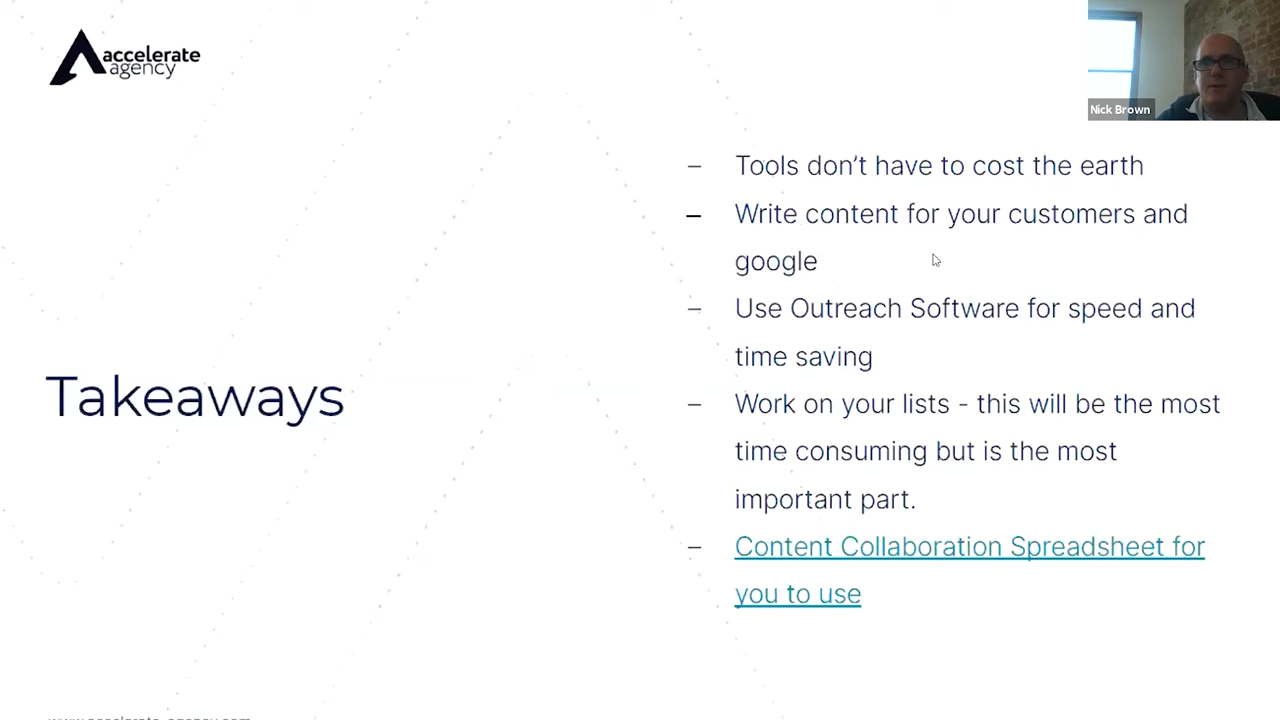 accelerate
agency
Nick Brown
– Tools don’t have to cost the earth
– Write content for your customers and
google
– Use Outreach Software for speed and
time saving
Takeaways
– Work on your lists - this will be the most
time consuming but is the most
important part.
– Content Collaboration Spreadsheet for
you to use